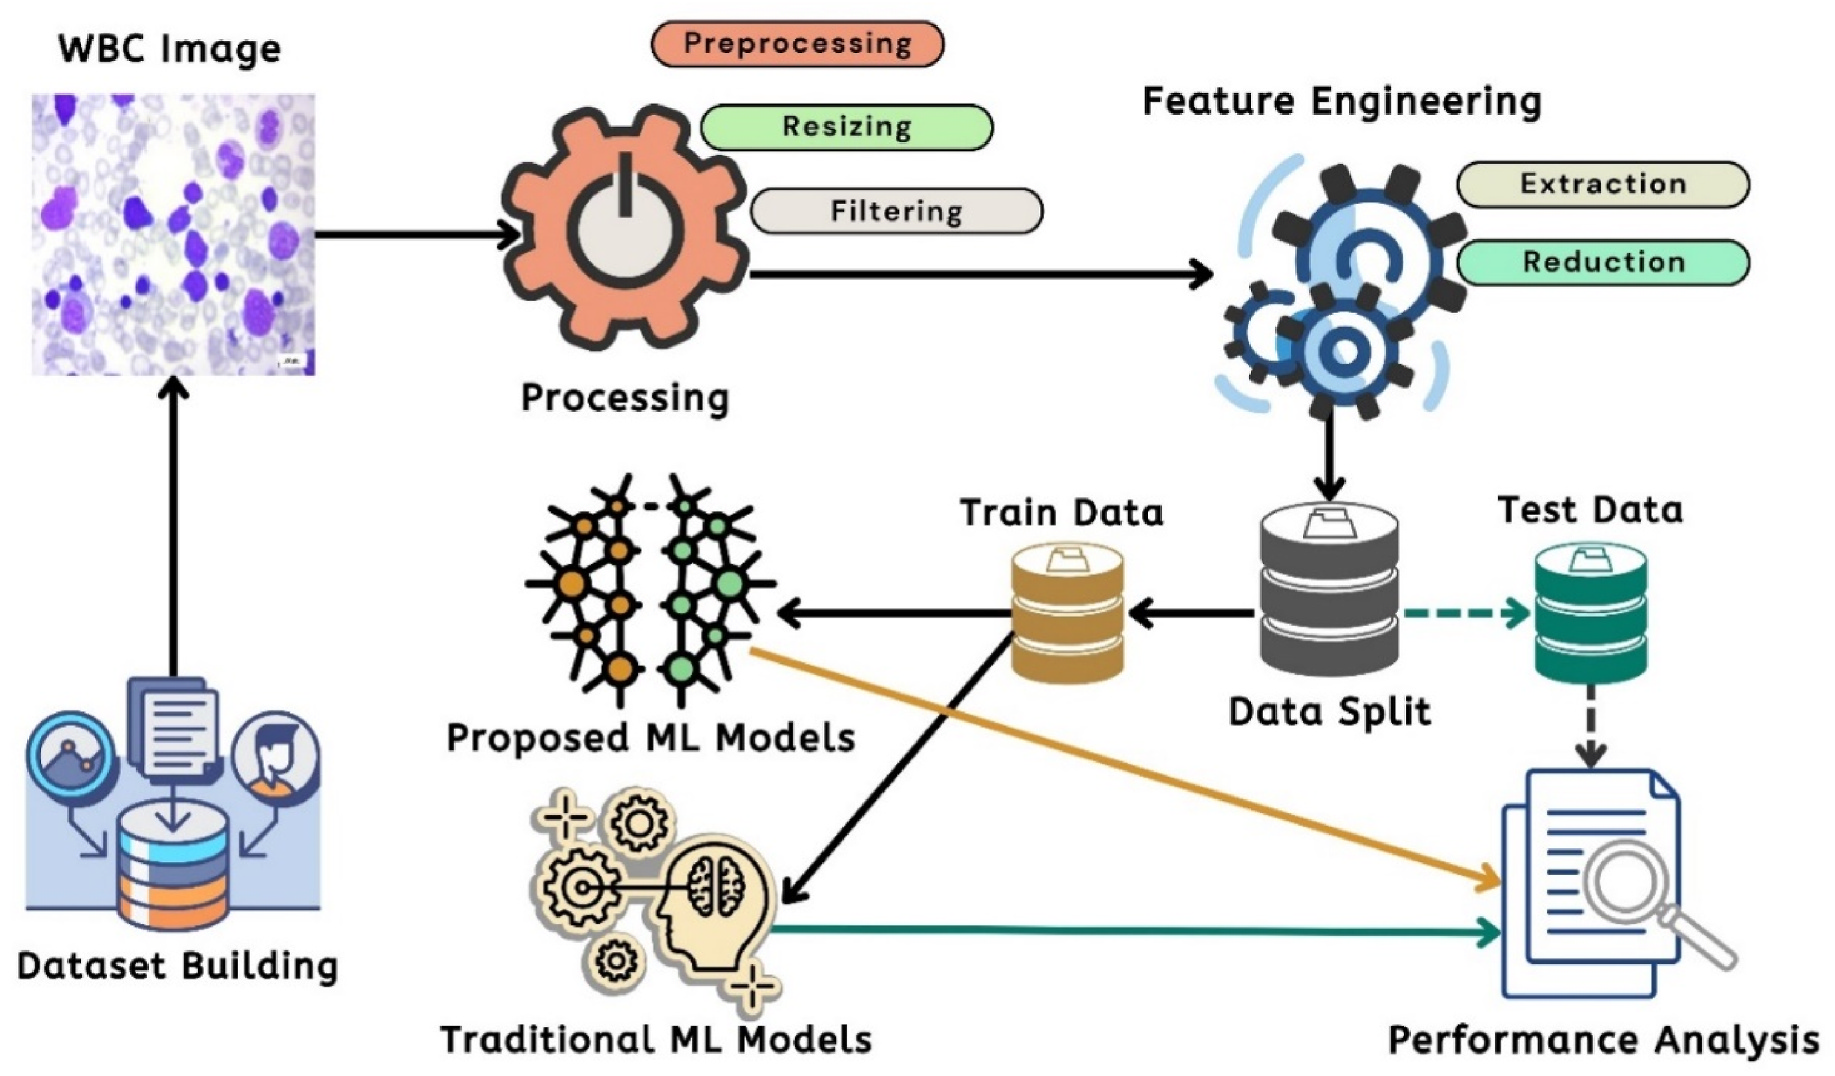 WBC Image
Preprocessing
Resizing
Filtering
Processing
Feature Engineering
Extraction
Reduction
Train Data
Test Data
Data Split
Proposed ML Models
Dataset Building
Traditional ML Models
Performance Analysis